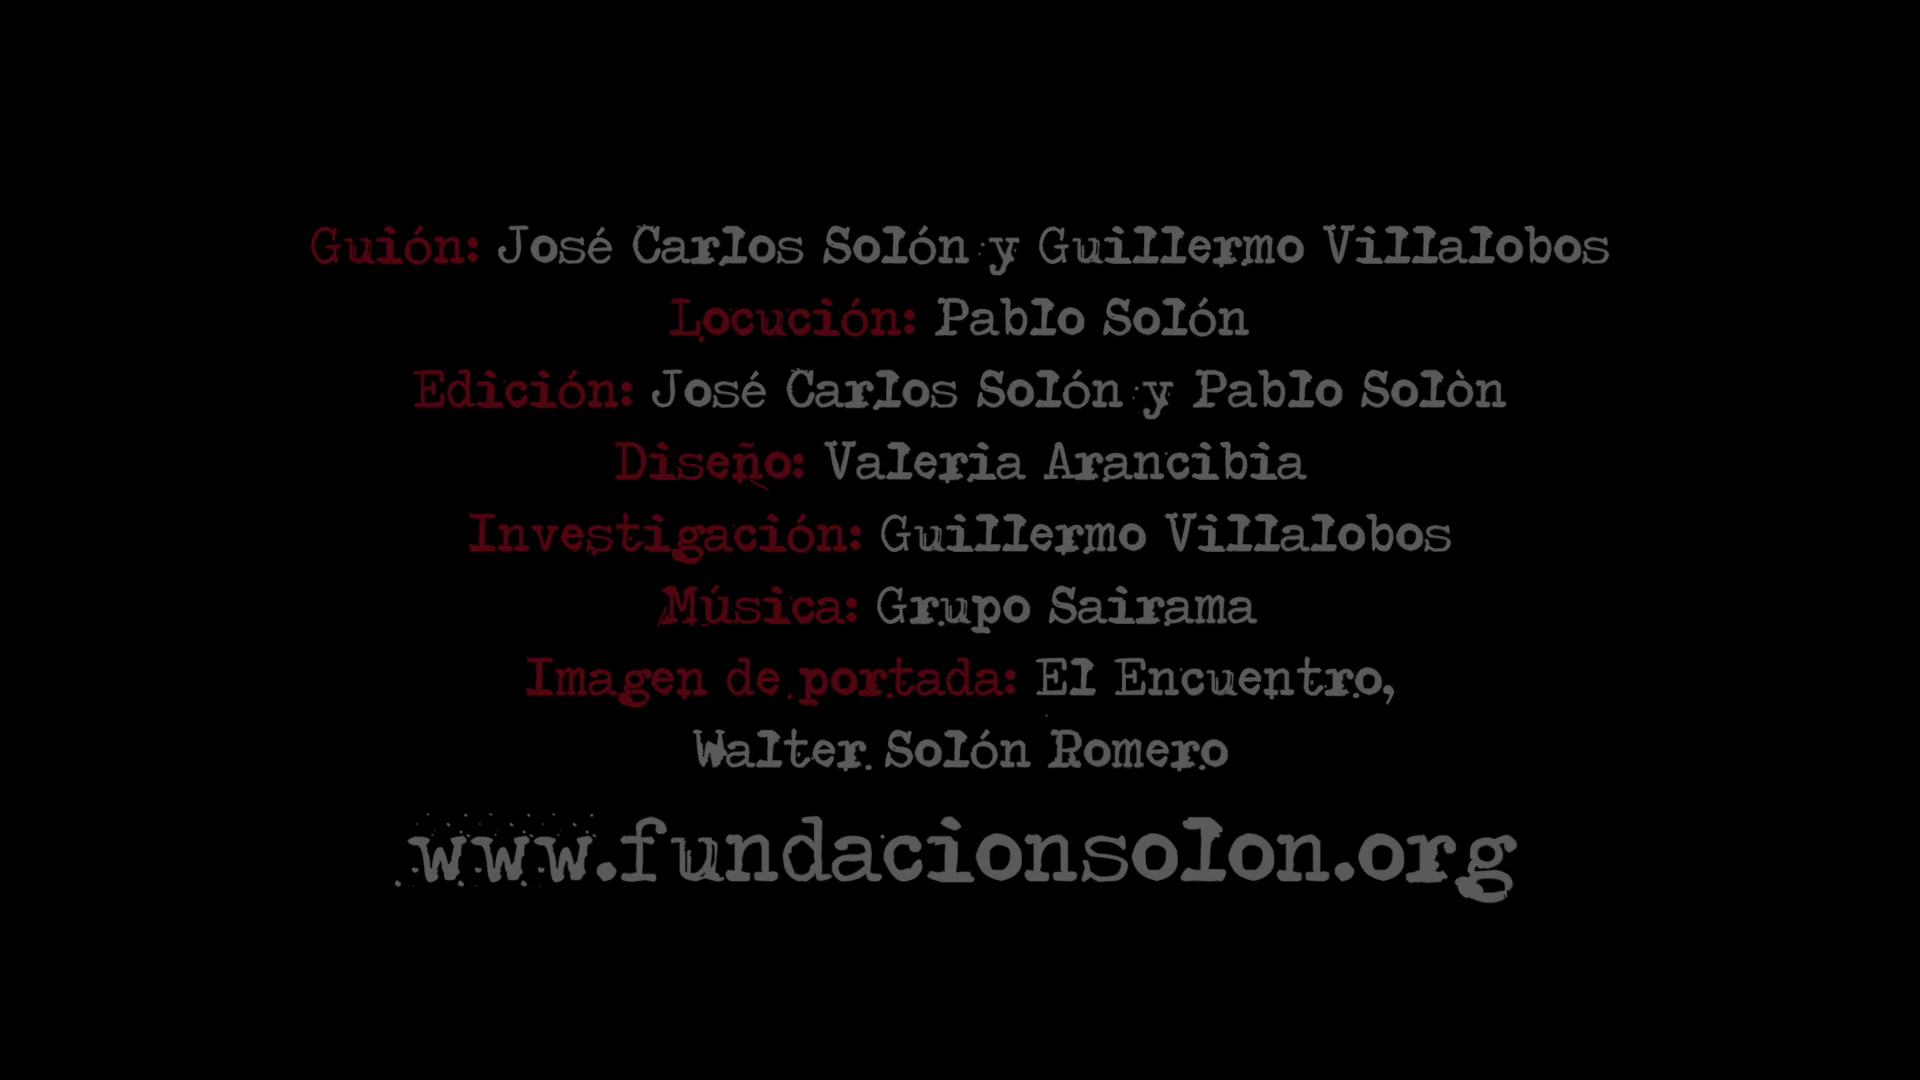 Guión: José Carlos Solón y Guillermo Villalobos
Locución: Pablo Solón
Edición: José Carlos Solón y Pablo Solòn
Diseño: Valeria Arancibia
Investigación: Guillermo Villalobos
Música: Grupo Sairama
Imagen de portada: El Encuentro,
Walter Solón Romero
www.fundacionsolon.org